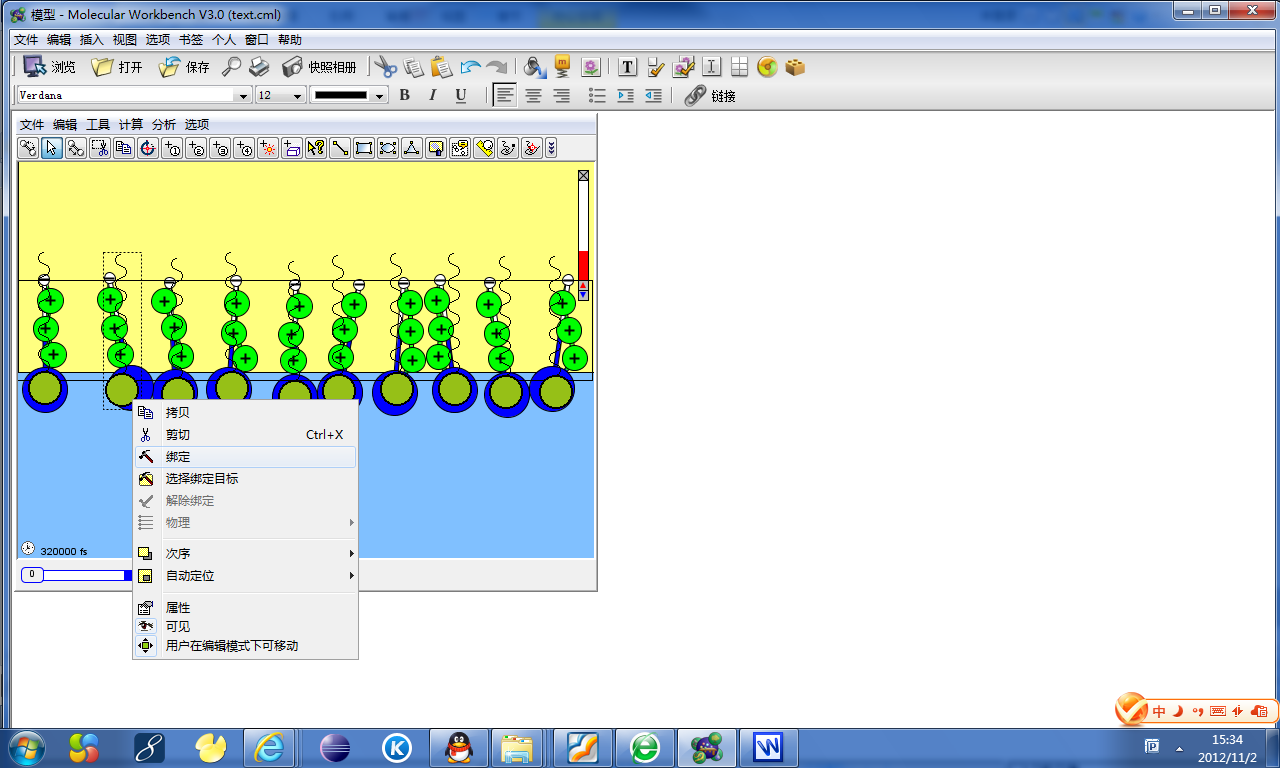 模型 - Molecular Workbench V3.0 (text.cml)
文件 编辑 插入 视图 选项 书签 个人 窗口 帮助
浏览 打开 保存 快照相册
Verdana 12 B I U 链接
文件 编辑 工具 计算 分析 选项
拷贝
剪切 Ctrl+X
绑定
选择绑定目标
解除绑定
物理
次序
自动定位
属性
可见
用户在编辑模式下可移动
320000 fs
0
中
15:34
2012/11/2